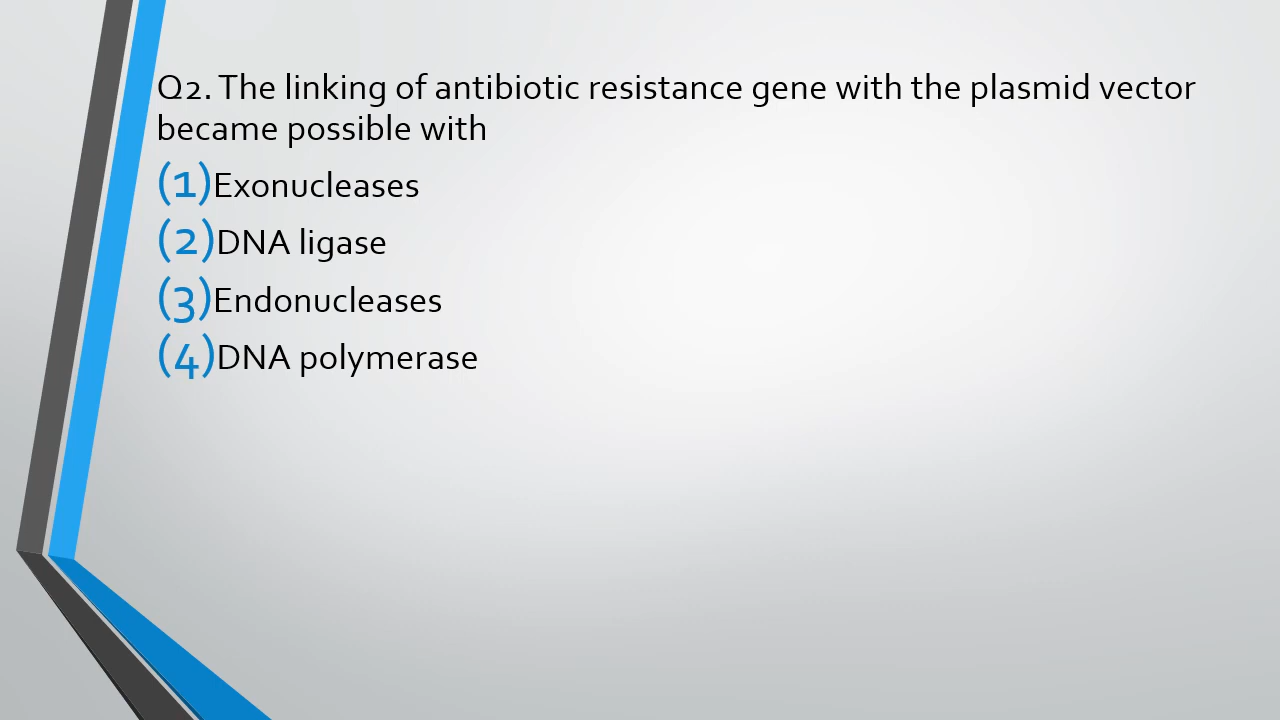 Q2. The linking of antibiotic resistance gene with the plasmid vector
became possible with
(1)Exonucleases
(2)DNA ligase
(3)Endonucleases
(4)DNA polymerase